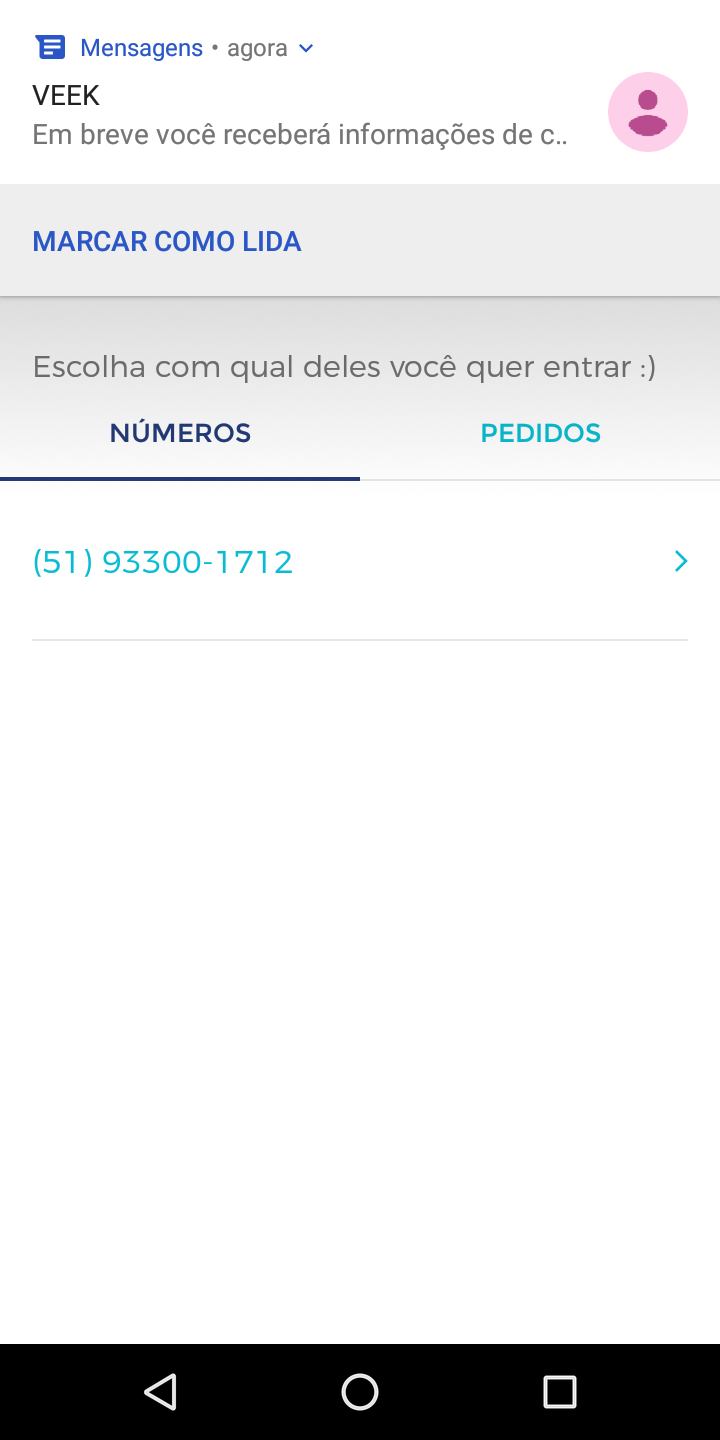 Mensagens • agora
VEEK
Em breve você receberá informações de c..
MARCAR COMO LIDA
Escolha com qual deles você quer entrar :)
NÚMEROS
PEDIDOS
(51) 93300-1712